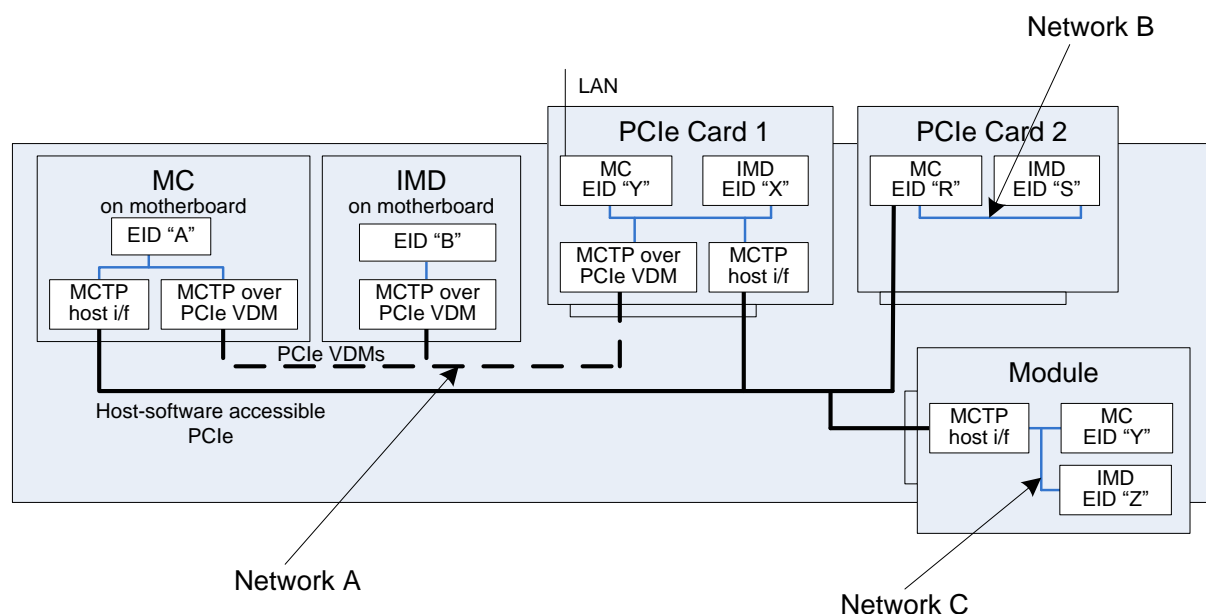 Network B
LAN
PCIe Card 1
PCIe Card 2
MC
on motherboard
EID “A”
MCTP
host i/f
MCTP over
PCIe VDM
IMD
on motherboard
EID “B”
MCTP over
PCIe VDM
MC
EID “Y”
IMD
EID “X”
MCTP over
PCIe VDM
MCTP
host i/f
MC
EID “R”
IMD
EID “S”
PCIe VDMs
Host-software accessible
PCIe
Module
MCTP
host i/f
MC
EID “Y”
IMD
EID “Z”
Network A
Network C